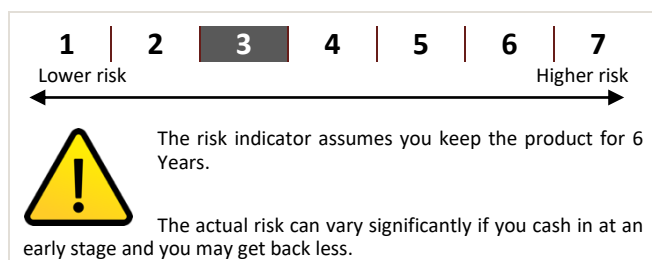 1 2 3 4 5 6 7
Lower risk Higher risk
The risk indicator assumes you keep the product for 6
Years.
The actual risk can vary significantly if you cash in at an
early stage and you may get back less.